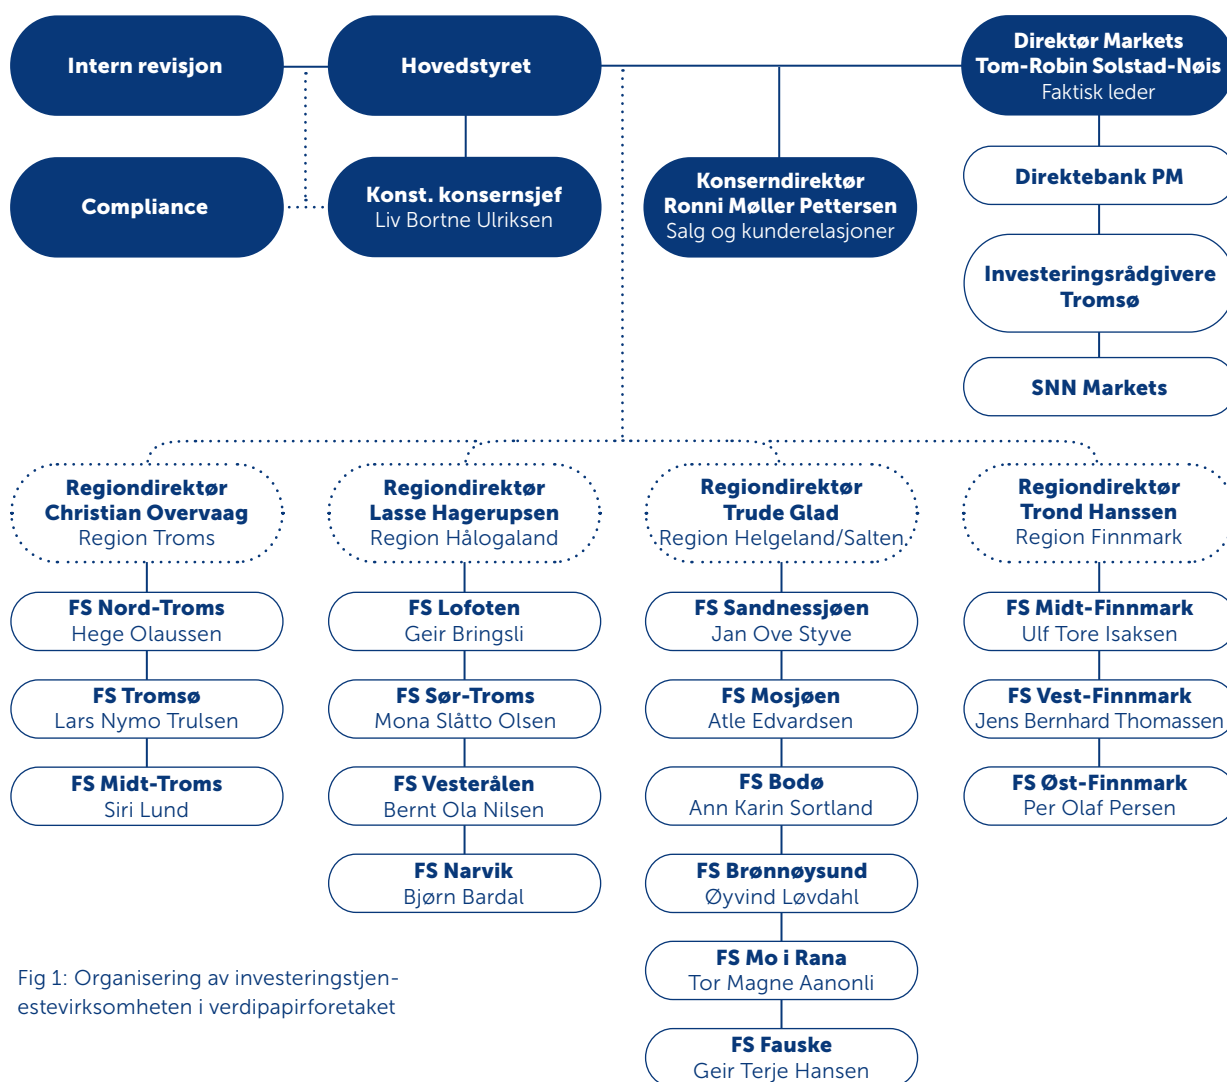 Intern revisjon
Hovedstyret
Direktør Markets
Tom-Robin Solstad-Nøis
Faktisk leder
Compliance
Konst. konsernsjef
Liv Bortne Ulriksen
Konserndirektør
Ronni Møller Pettersen
Salg og kunderelasjoner
Direktebank PM
Investeringsrådgivere
Tromsø
SNN Markets
Regiondirektør
Christian Overvaag
Region Troms
FS Nord-Troms
Hege Olaussen
FS Tromsø
Lars Nymo Trulsen
FS Midt-Troms
Siri Lund
Regiondirektør
Lasse Hagerupsen
Region Hålogaland
FS Lofoten
Geir Bringsli
FS Sør-Troms
Mona Slåtto Olsen
FS Vesterålen
Bernt Ola Nilsen
FS Narvik
Bjørn Bardal
Regiondirektør
Trude Glad
Region Helgeland/Salten
FS Sandnessjøen
Jan Ove Styve
FS Mosjøen
Atle Edvardsen
FS Bodø
Ann Karin Sortland
FS Brønnøysund
Øyvind Løvdahl
FS Mo i Rana
Tor Magne Aanonli
FS Fauske
Geir Terje Hansen
Regiondirektør
Trond Hanssen
Region Finnmark
FS Midt-Finnmark
Ulf Tore Isaksen
FS Vest-Finnmark
Jens Bernhard Thomassen
FS Øst-Finnmark
Per Olaf Persen
Fig 1: Organisering av investeringstjen-
estevirksomheten i verdipapirforetaket